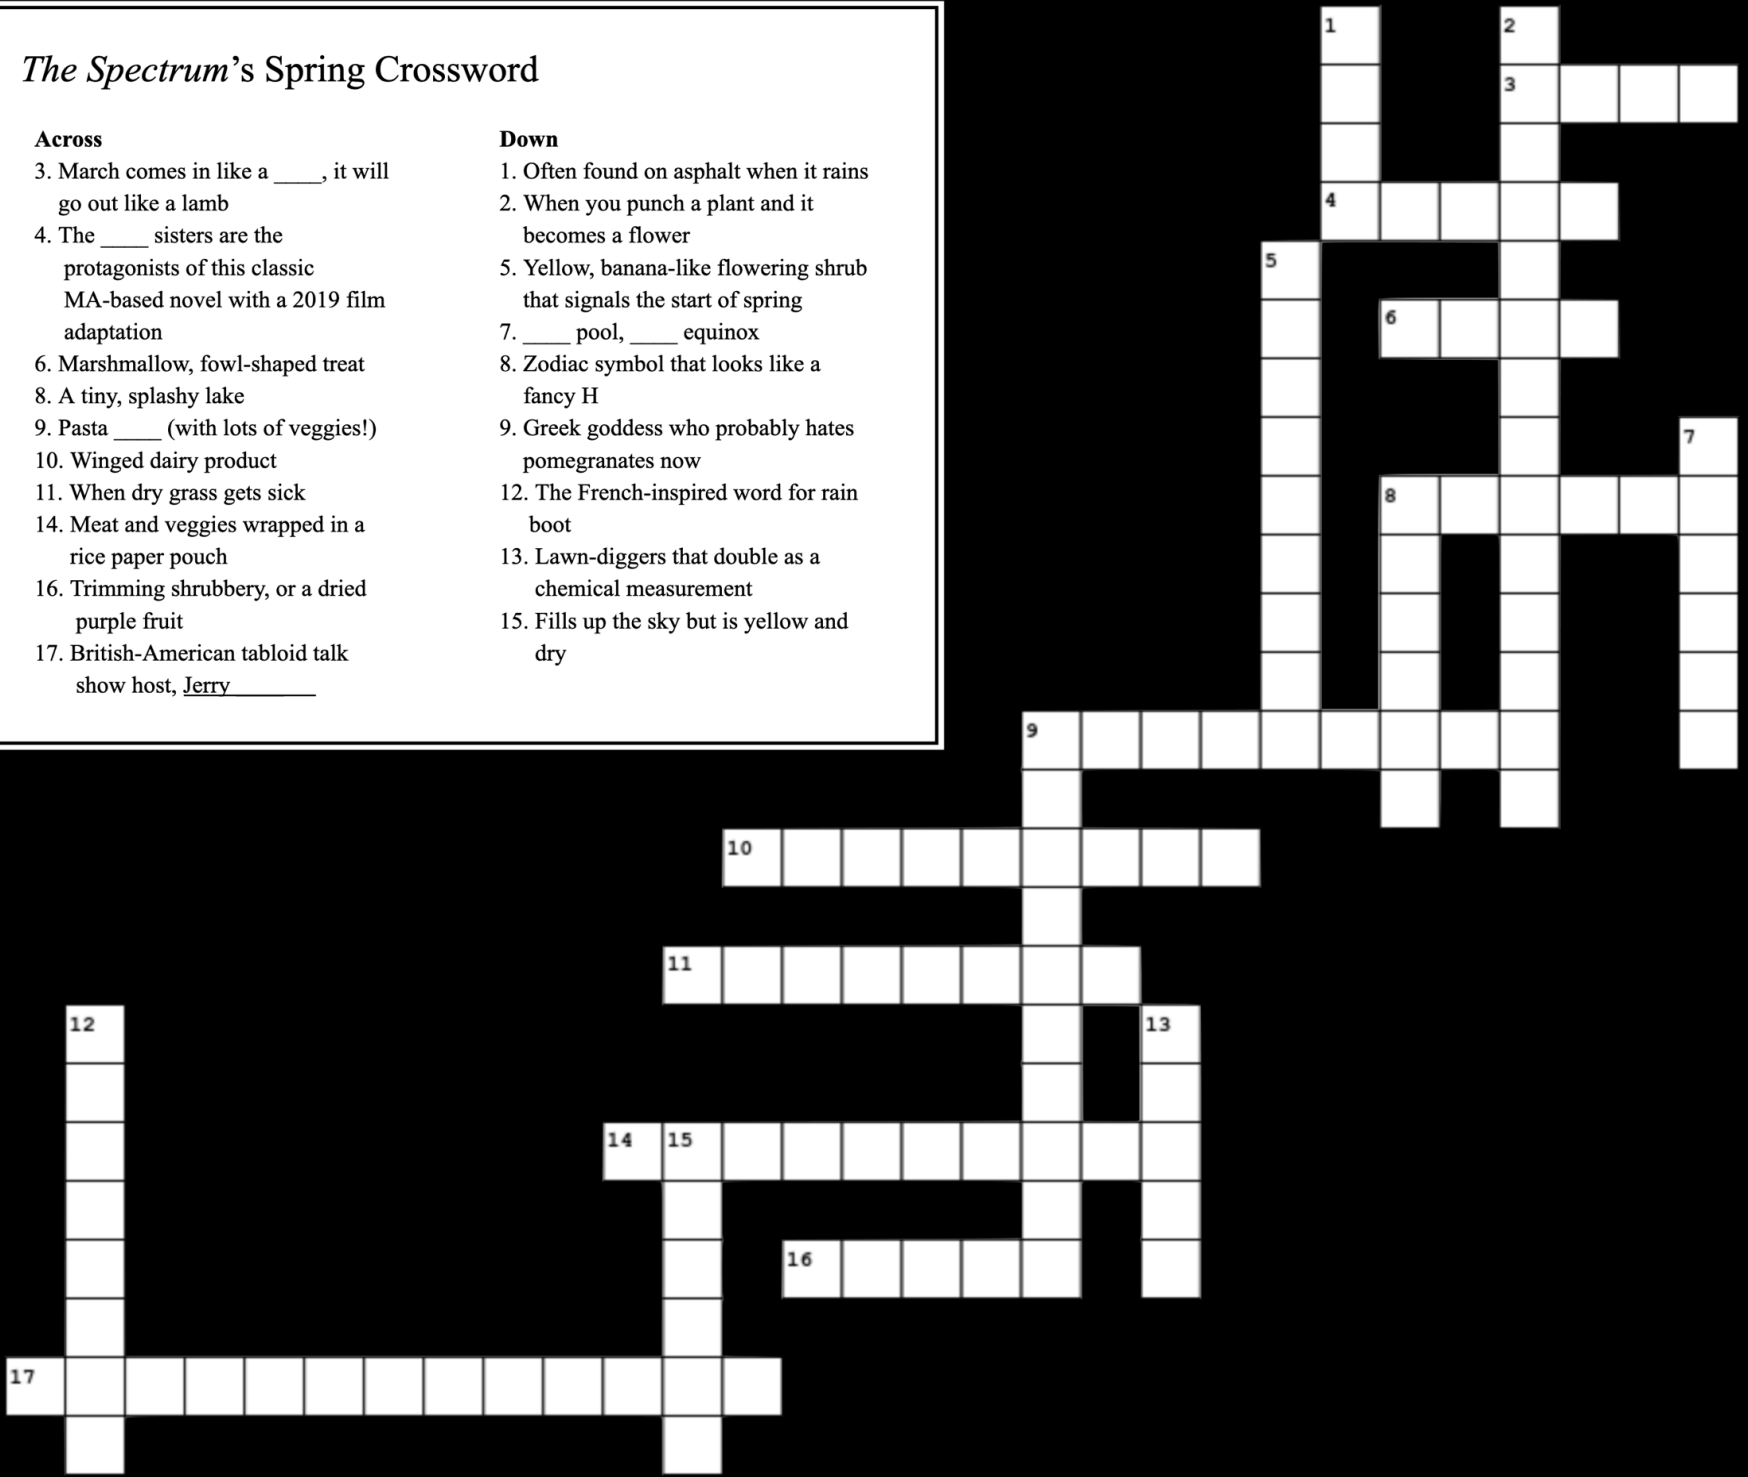 The Spectrum's Spring Crossword
Across
3. March comes in like a ____, it will
go out like a lamb
4. The ____ sisters are the
protagonists of this classic
MA-based novel with a 2019 film
adaptation
6. Marshmallow, fowl-shaped treat
8. A tiny, splashy lake
9. Pasta ____ (with lots of veggies!)
10. Winged dairy product
11. When dry grass gets sick
14. Meat and veggies wrapped in a
rice paper pouch
16. Trimming shrubbery, or a dried
purple fruit
17. British-American tabloid talk
show host, Jerry_______
Down
1. Often found on asphalt when it rains
2. When you punch a plant and it
becomes a flower
5. Yellow, banana-like flowering shrub
that signals the start of spring
7. ____ pool, ____ equinox
8. Zodiac symbol that looks like a
fancy H
9. Greek goddess who probably hates
pomegranates now
12. The French-inspired word for rain
boot
13. Lawn-diggers that double as a
chemical measurement
15. Fills up the sky but is yellow and
dry
1
2
3
4
5
6
7
8
9
10
11
12
13
14
15
16
17